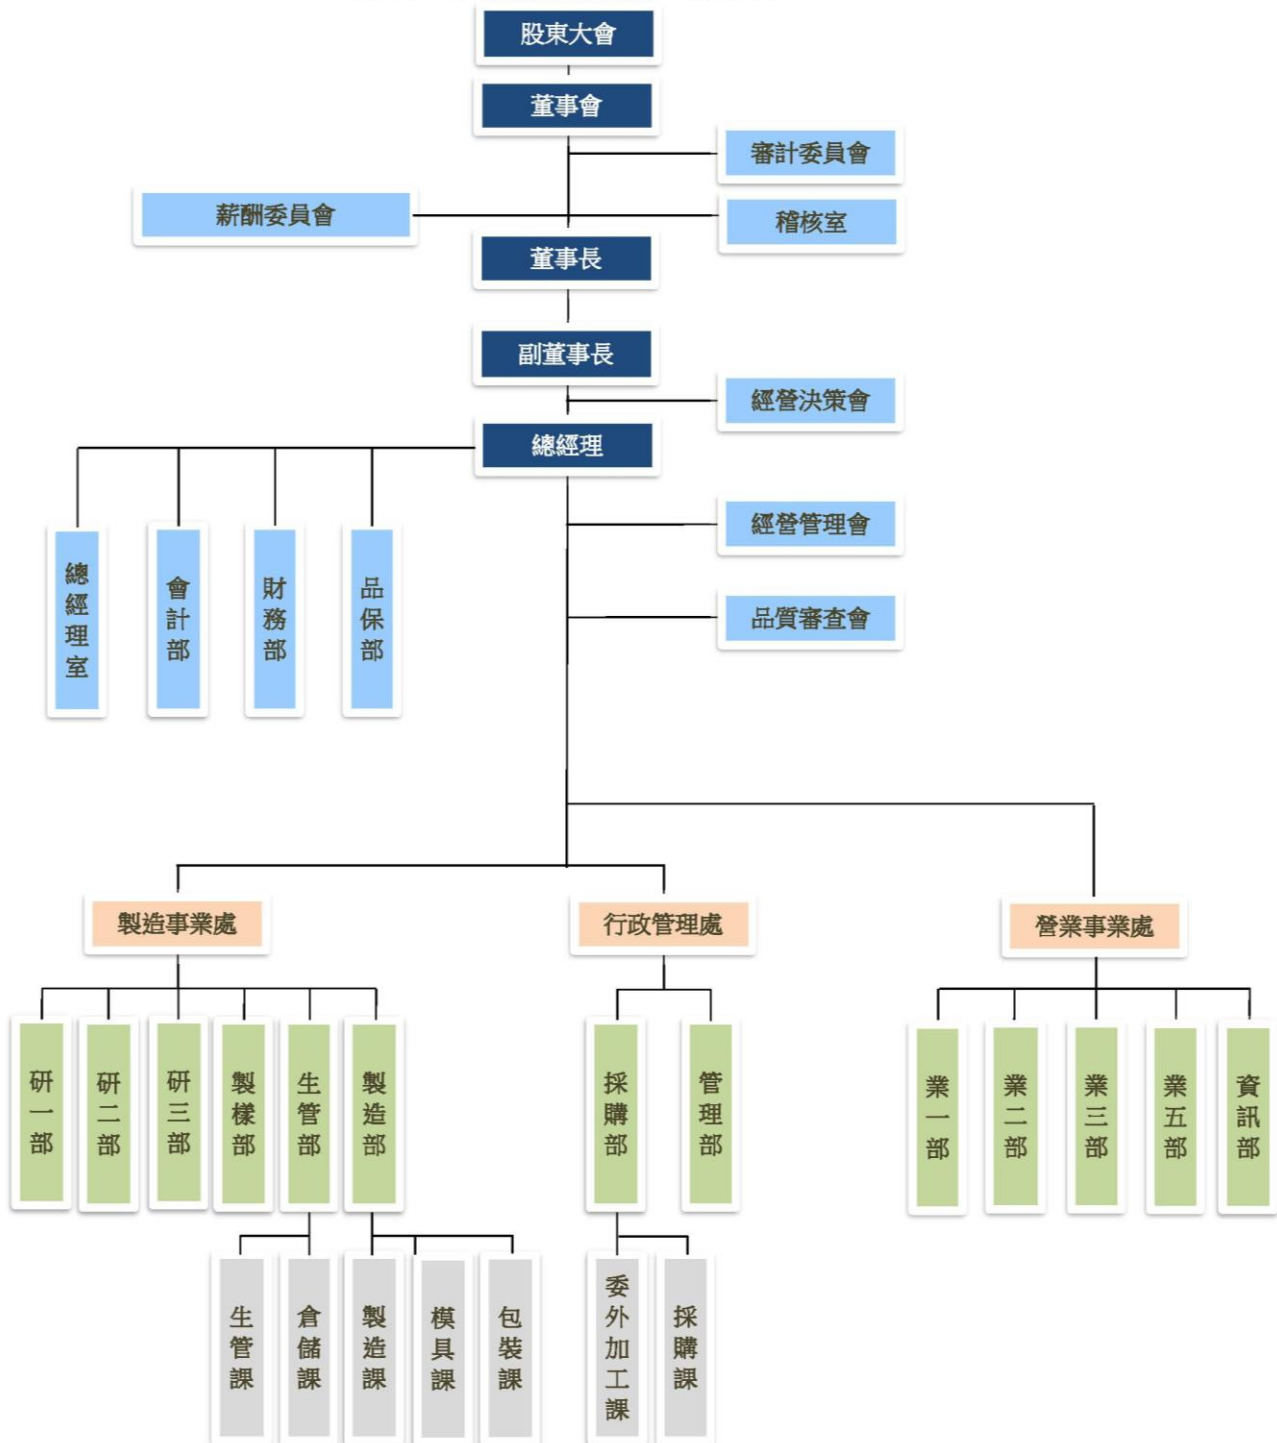 股東大會
董事會
審計委員會
薪酬委員會
稽核室
董事長
副董事長
經營決策會
總經理
經營管理會
品質審查會
總經理室
會計部
財務部
品保部
製造事業處
行政管理處
營業事業處
研一部
研二部
研三部
製樣部
生管部
製造部
採購部
管理部
業一部
業二部
業三部
業五部
資訊部
生管課
倉儲課
製造課
模具課
包裝課
委外加工課
採購課